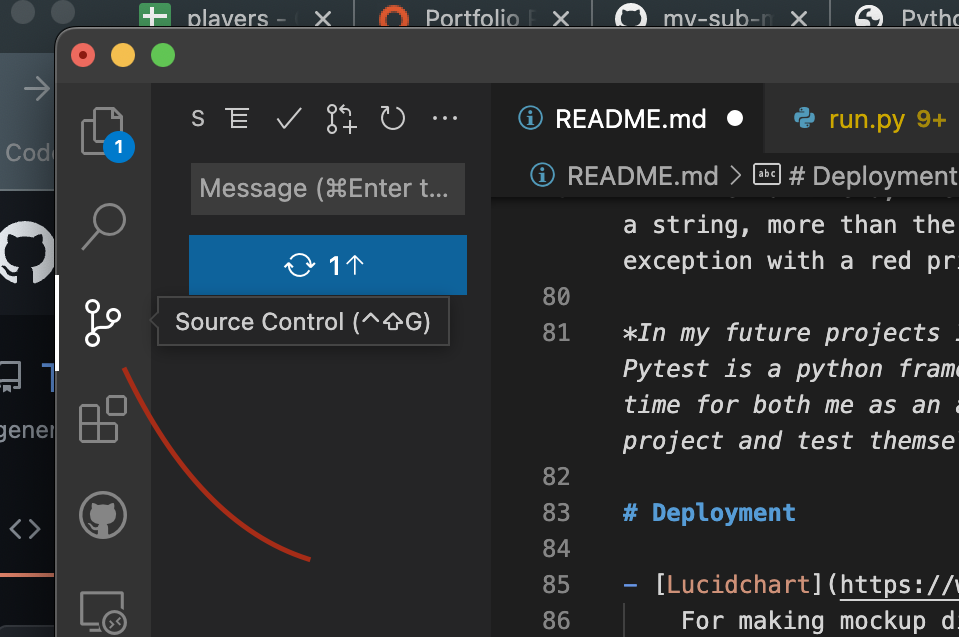 players -
Portfolio
my-sub-n
Pytho
Code
S
README.md
run.py 9+
1
Message (⌘Enter t...
README.md > abc # Deployment
a string, more than the
exception with a red pri
1↑
80
Source Control (^⇧G)
81 *In my future projects
Pytest is a python frame
time for both me as an a
project and test themse
gener
82
83 # Deployment
84
85 - [Lucidchart](https://w
86 For making mockup di